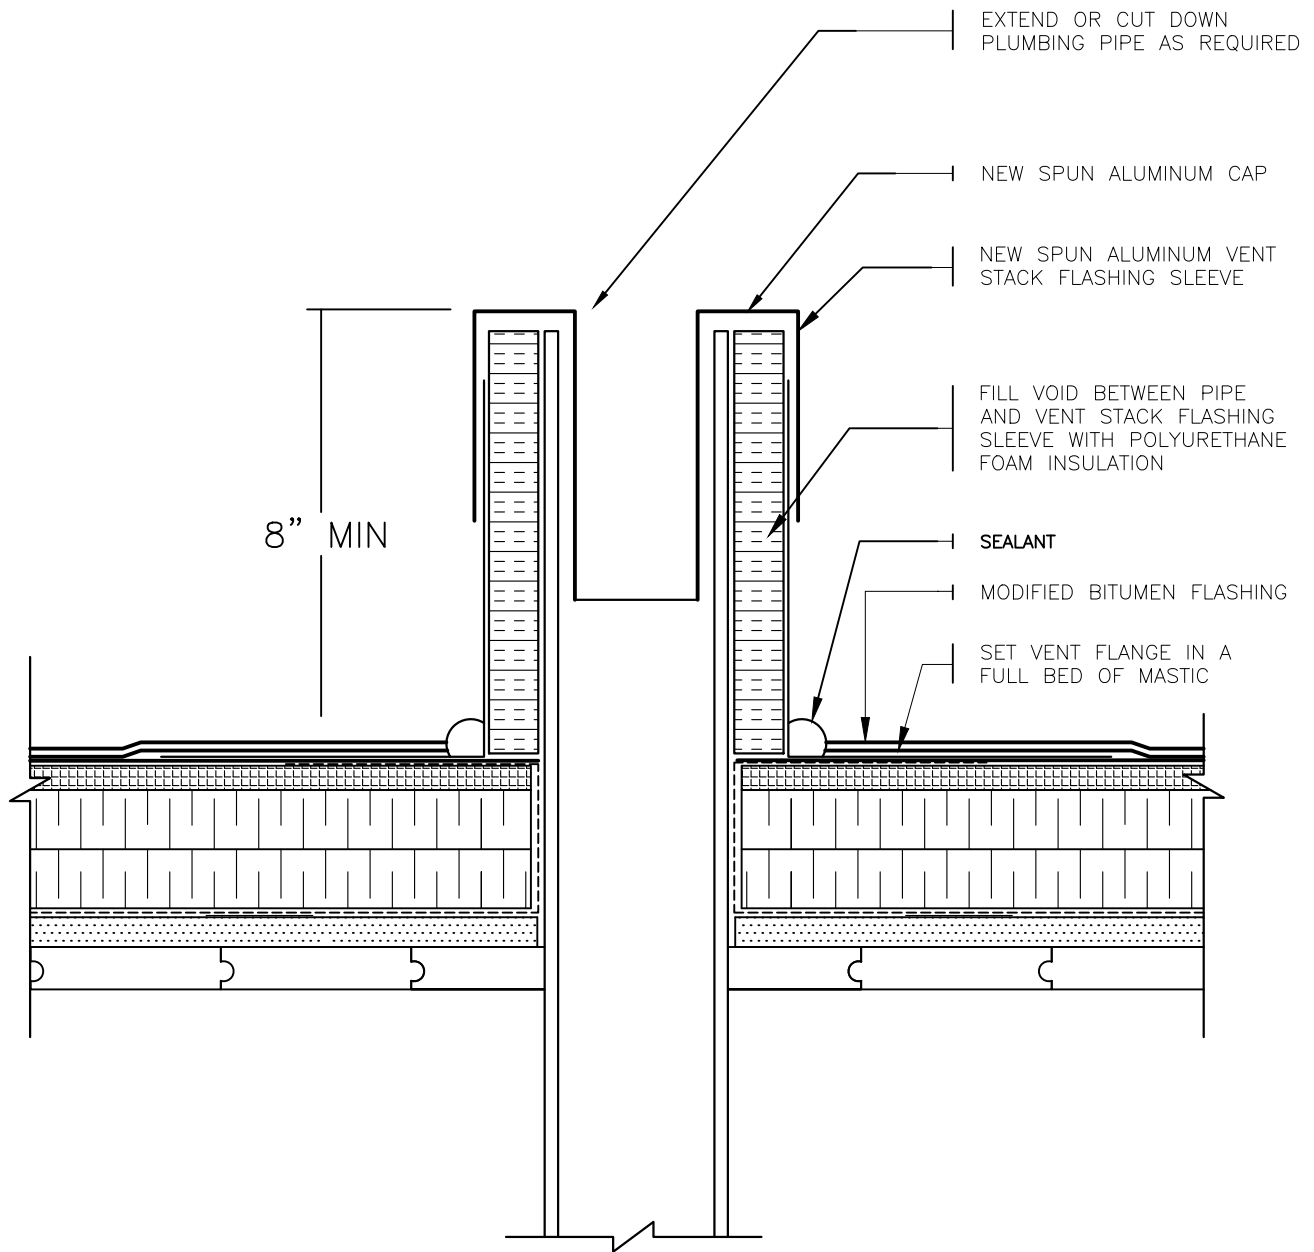 EXTEND OR CUT DOWN
PLUMBING PIPE AS REQUIRED
NEW SPUN ALUMINUM CAP
NEW SPUN ALUMINUM VENT
STACK FLASHING SLEEVE
FILL VOID BETWEEN PIPE
AND VENT STACK FLASHING
SLEEVE WITH POLYURETHANE
FOAM INSULATION
8” MIN
SEALANT
MODIFIED BITUMEN FLASHING
SET VENT FLANGE IN A
FULL BED OF MASTIC